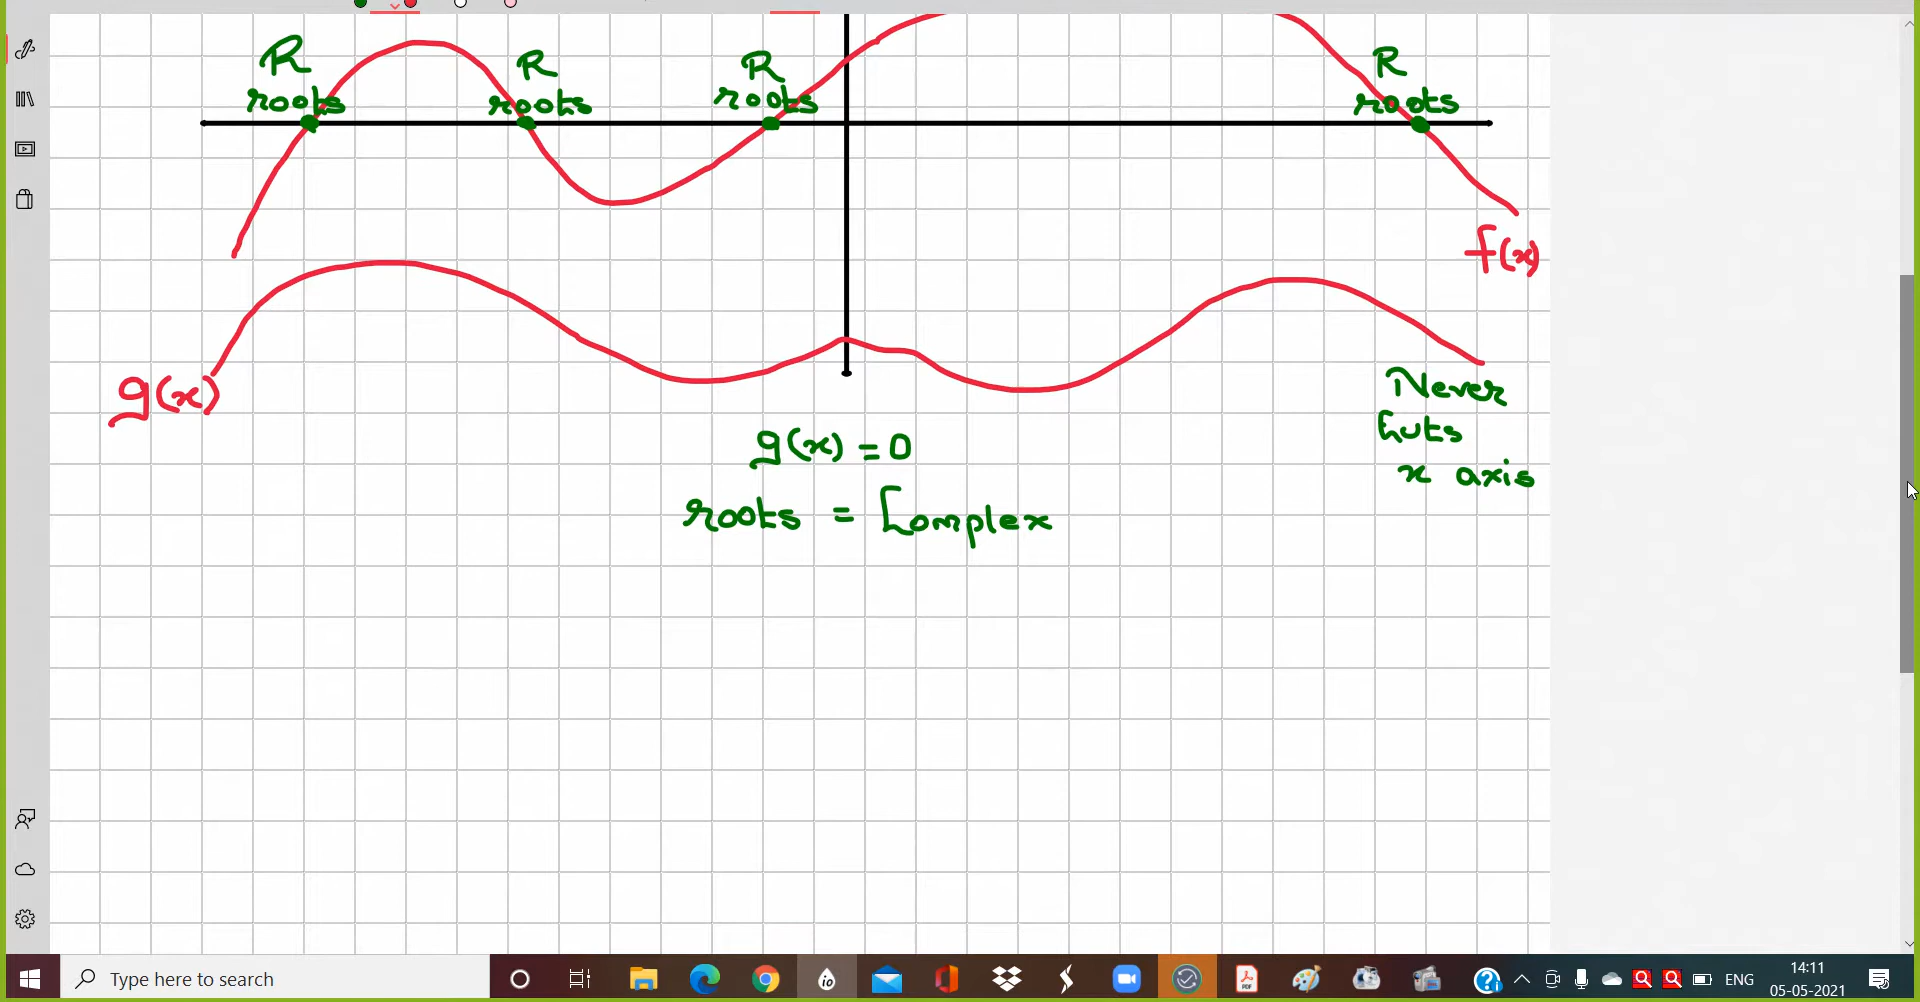 R R R R
roots roots roots roots
f(x)
g(x)
Never
Cuts
x axis
g(x) = 0
roots = Complex
Type here to search
ENG
14:11
05-05-2021